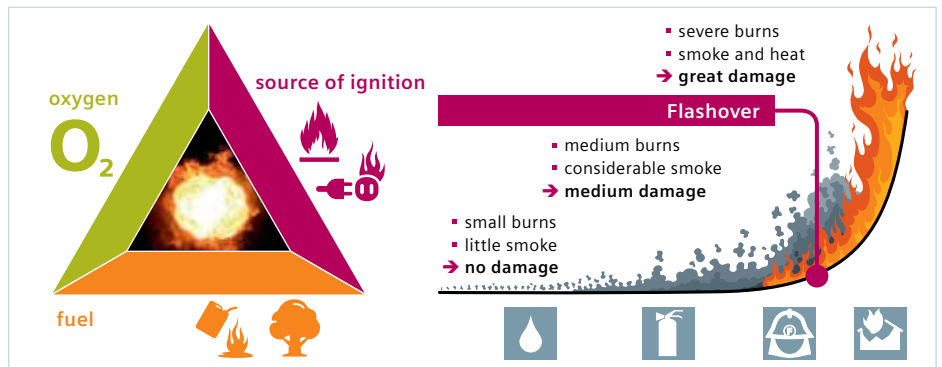 oxygen
O₂
source of ignition
fuel
▪ severe burns
▪ smoke and heat
➔ great damage
Flashover
▪ medium burns
▪ considerable smoke
➔ medium damage
▪ small burns
▪ little smoke
➔ no damage
F